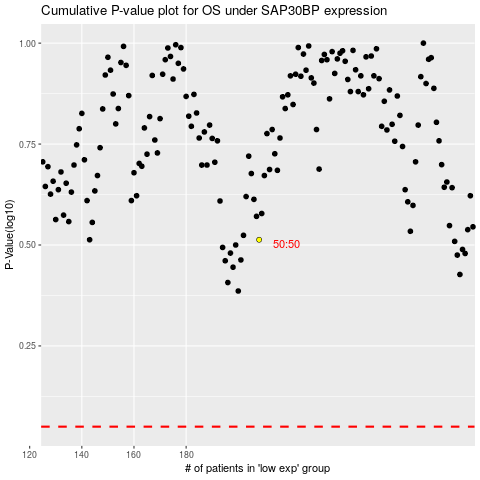 Cumulative P-value plot for OS under SAP30BP expression
P-Value(log10)
1.00
0.75
0.50
0.25
50:50
120 140 160 180
# of patients in 'low exp' group